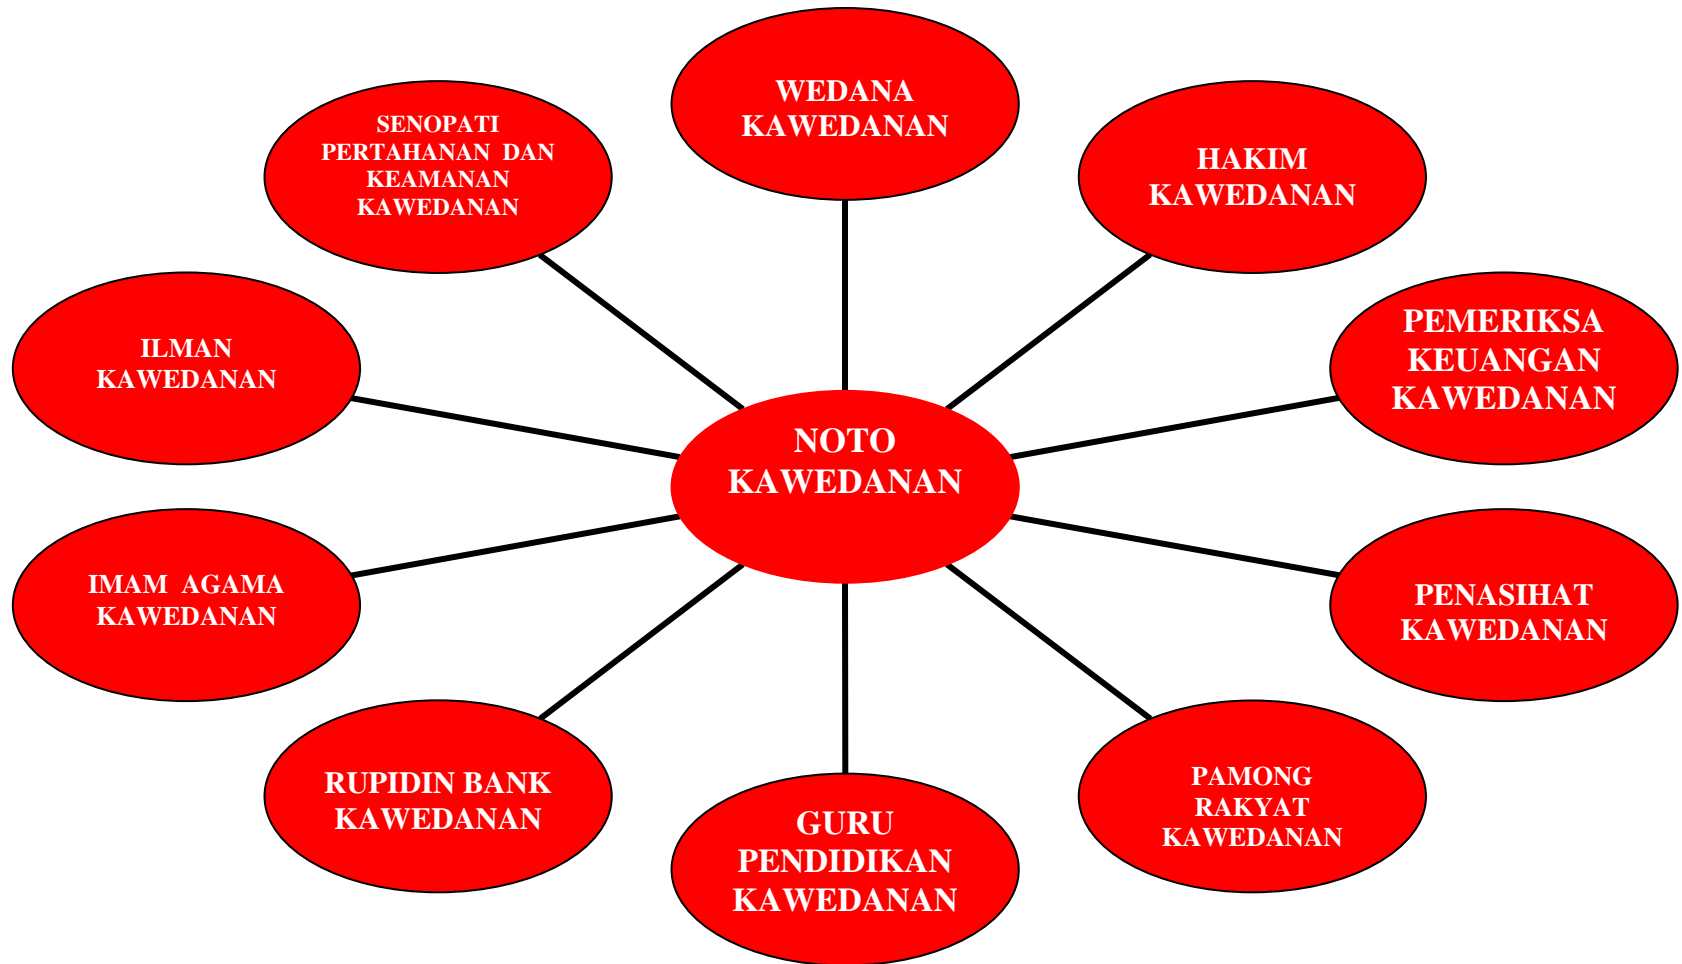 WEDANA
KAWEDANAN
HAKIM
KAWEDANAN
PEMERIKSA
KEUANGAN
KAWEDANAN
PENASIHAT
KAWEDANAN
PAMONG
RAKYAT
KAWEDANAN
GURU
PENDIDIKAN
KAWEDANAN
RUPIDIN BANK
KAWEDANAN
IMAM AGAMA
KAWEDANAN
ILMAN
KAWEDANAN
SENOPATI
PERTAHANAN DAN
KEAMANAN
KAWEDANAN
NOTO
KAWEDANAN